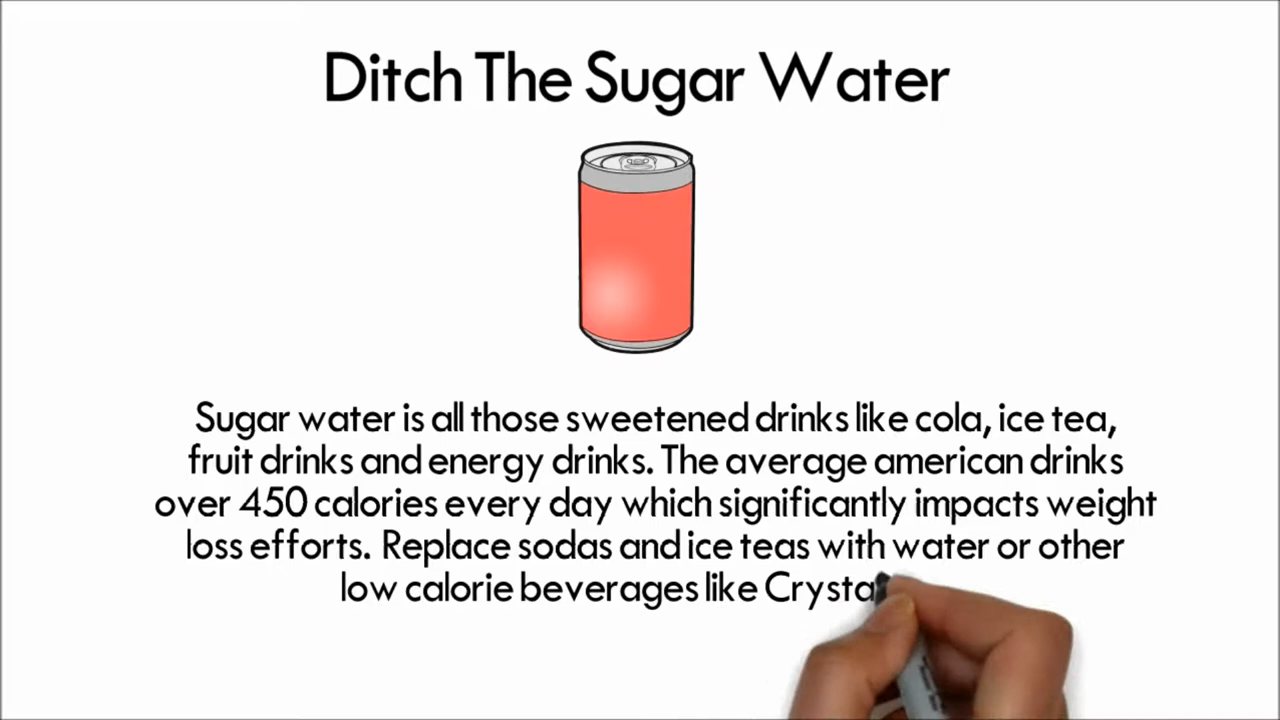 Ditch The Sugar Water
Sugar water is all those sweetened drinks like cola, ice tea,
fruit drinks and energy drinks. The average american drinks
over 450 calories every day which significantly impacts weight
loss efforts. Replace sodas and ice teas with water or other
low calorie beverages like Crysta